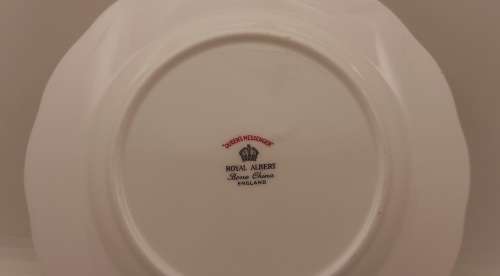 "QUEEN'S MESSENGER"
ROYAL ALBERT
Bone China
ENGLAND